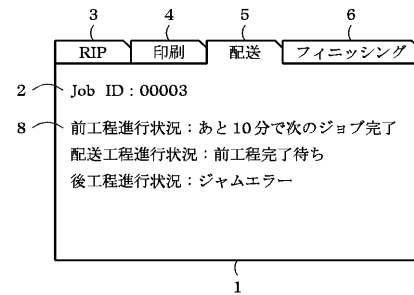 3 4 5 6
RIP 印刷 配送 フィニッシング
2 Job ID：00003
8 前工程進行状況：あと10分で次のジョブ完了
配送工程進行状況：前工程完了待ち
後工程進行状況：ジャムエラー
1